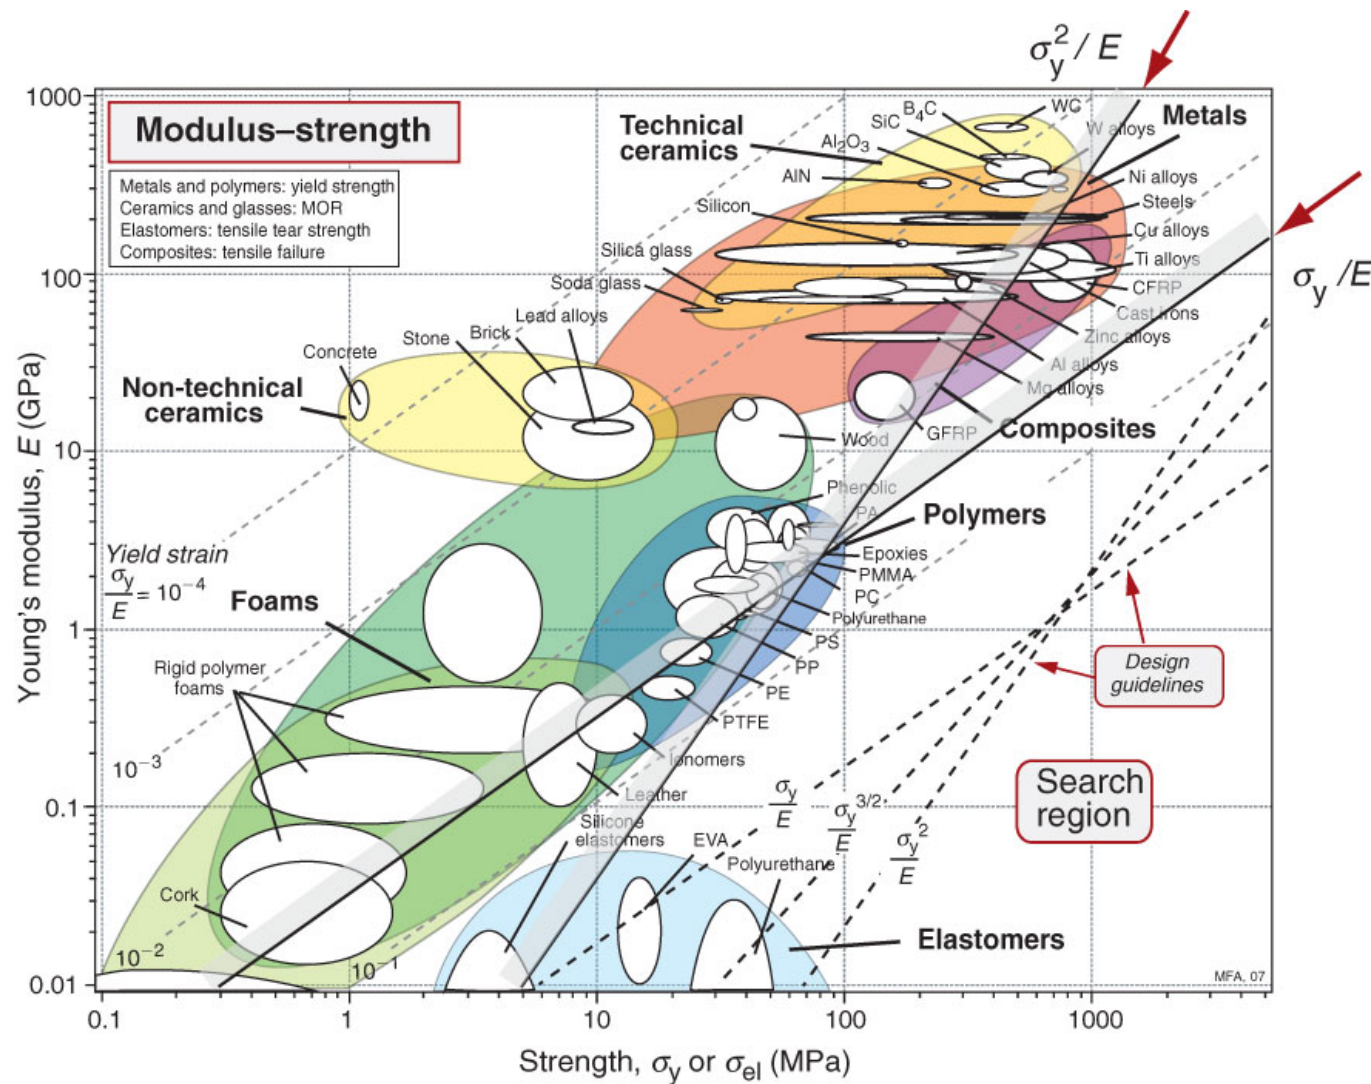 σy²/E
Modulus–strength
Metals and polymers: yield strength
Ceramics and glasses: MOR
Elastomers: tensile tear strength
Composites: tensile failure
Technical
ceramics
B₄C
SiC
Al₂O₃
AlN
Silicon
Silica glass
Soda glass
WC
Metals
W alloys
Ni alloys
Steels
Cu alloys
Ti alloys
CFRP
Cast irons
Zinc alloys
Al alloys
Mg alloys
σy/E
Lead alloys
Brick
Stone
Concrete
Non-technical
ceramics
GFRP
Composites
Wood
Phenolic
PA
Polymers
Epoxies
PMMA
PC
Polyurethane
PS
PP
PE
PTFE
Ionomers
Leather
Yield strain
σy/E = 10⁻⁴
Foams
Rigid polymer
foams
Cork
10⁻³
10⁻²
10⁻¹
Silicone
elastomers
EVA
Polyurethane
Elastomers
σy/E
σy^3/2/E
σy²/E
Design
guidelines
Search
region
MFA, 07
Young's modulus, E (GPa)
1000
100
10
1
0.1
0.01
0.1
1
10
100
1000
Strength, σy or σel (MPa)